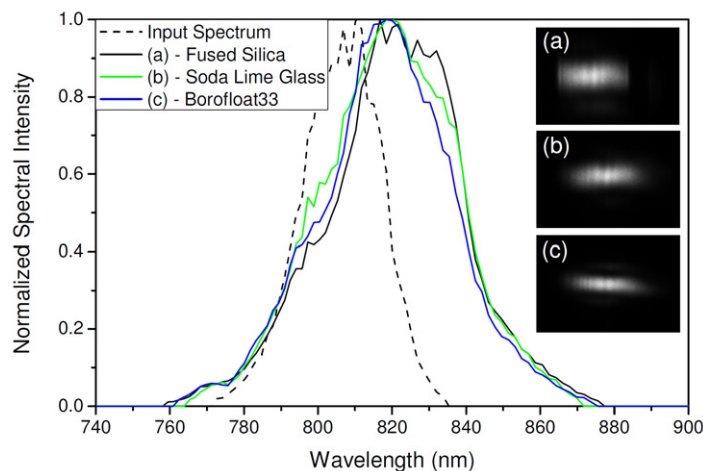 Normalized Spectral Intensity
1.0
0.8
0.6
0.4
0.2
0.0
Input Spectrum
(a) - Fused Silica
(b) - Soda Lime Glass
(c) - Borofloat33
(a)
(b)
(c)
740 760 780 800 820 840 860 880 900
Wavelength (nm)